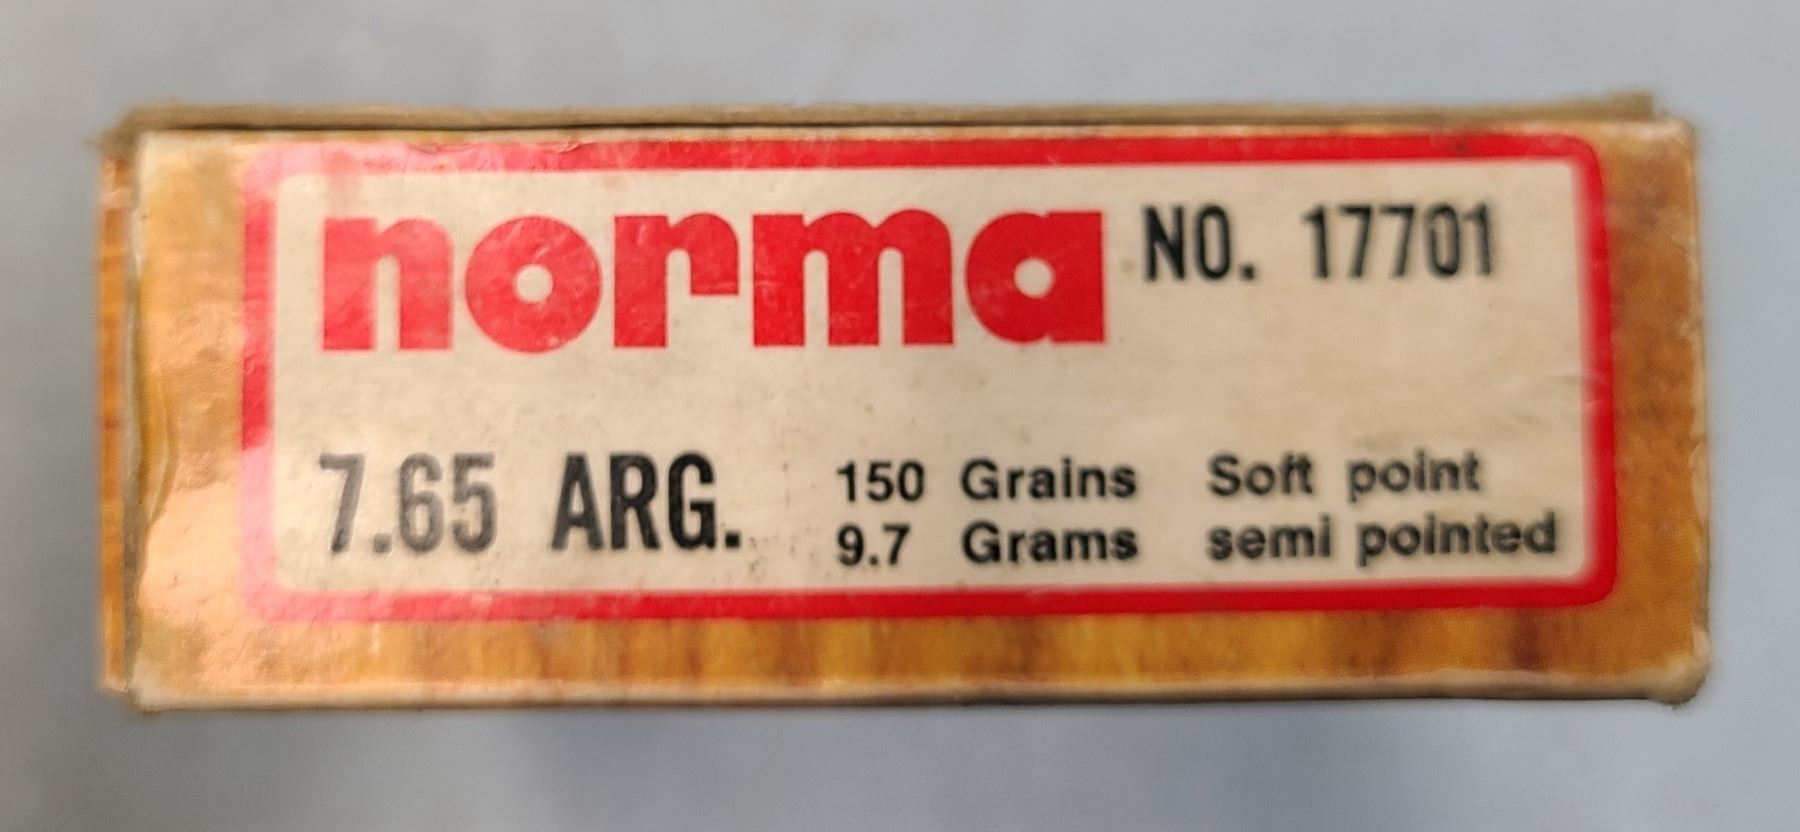 norma NO. 17701
7.65 ARG. 150 Grains Soft point
9.7 Grams semi pointed